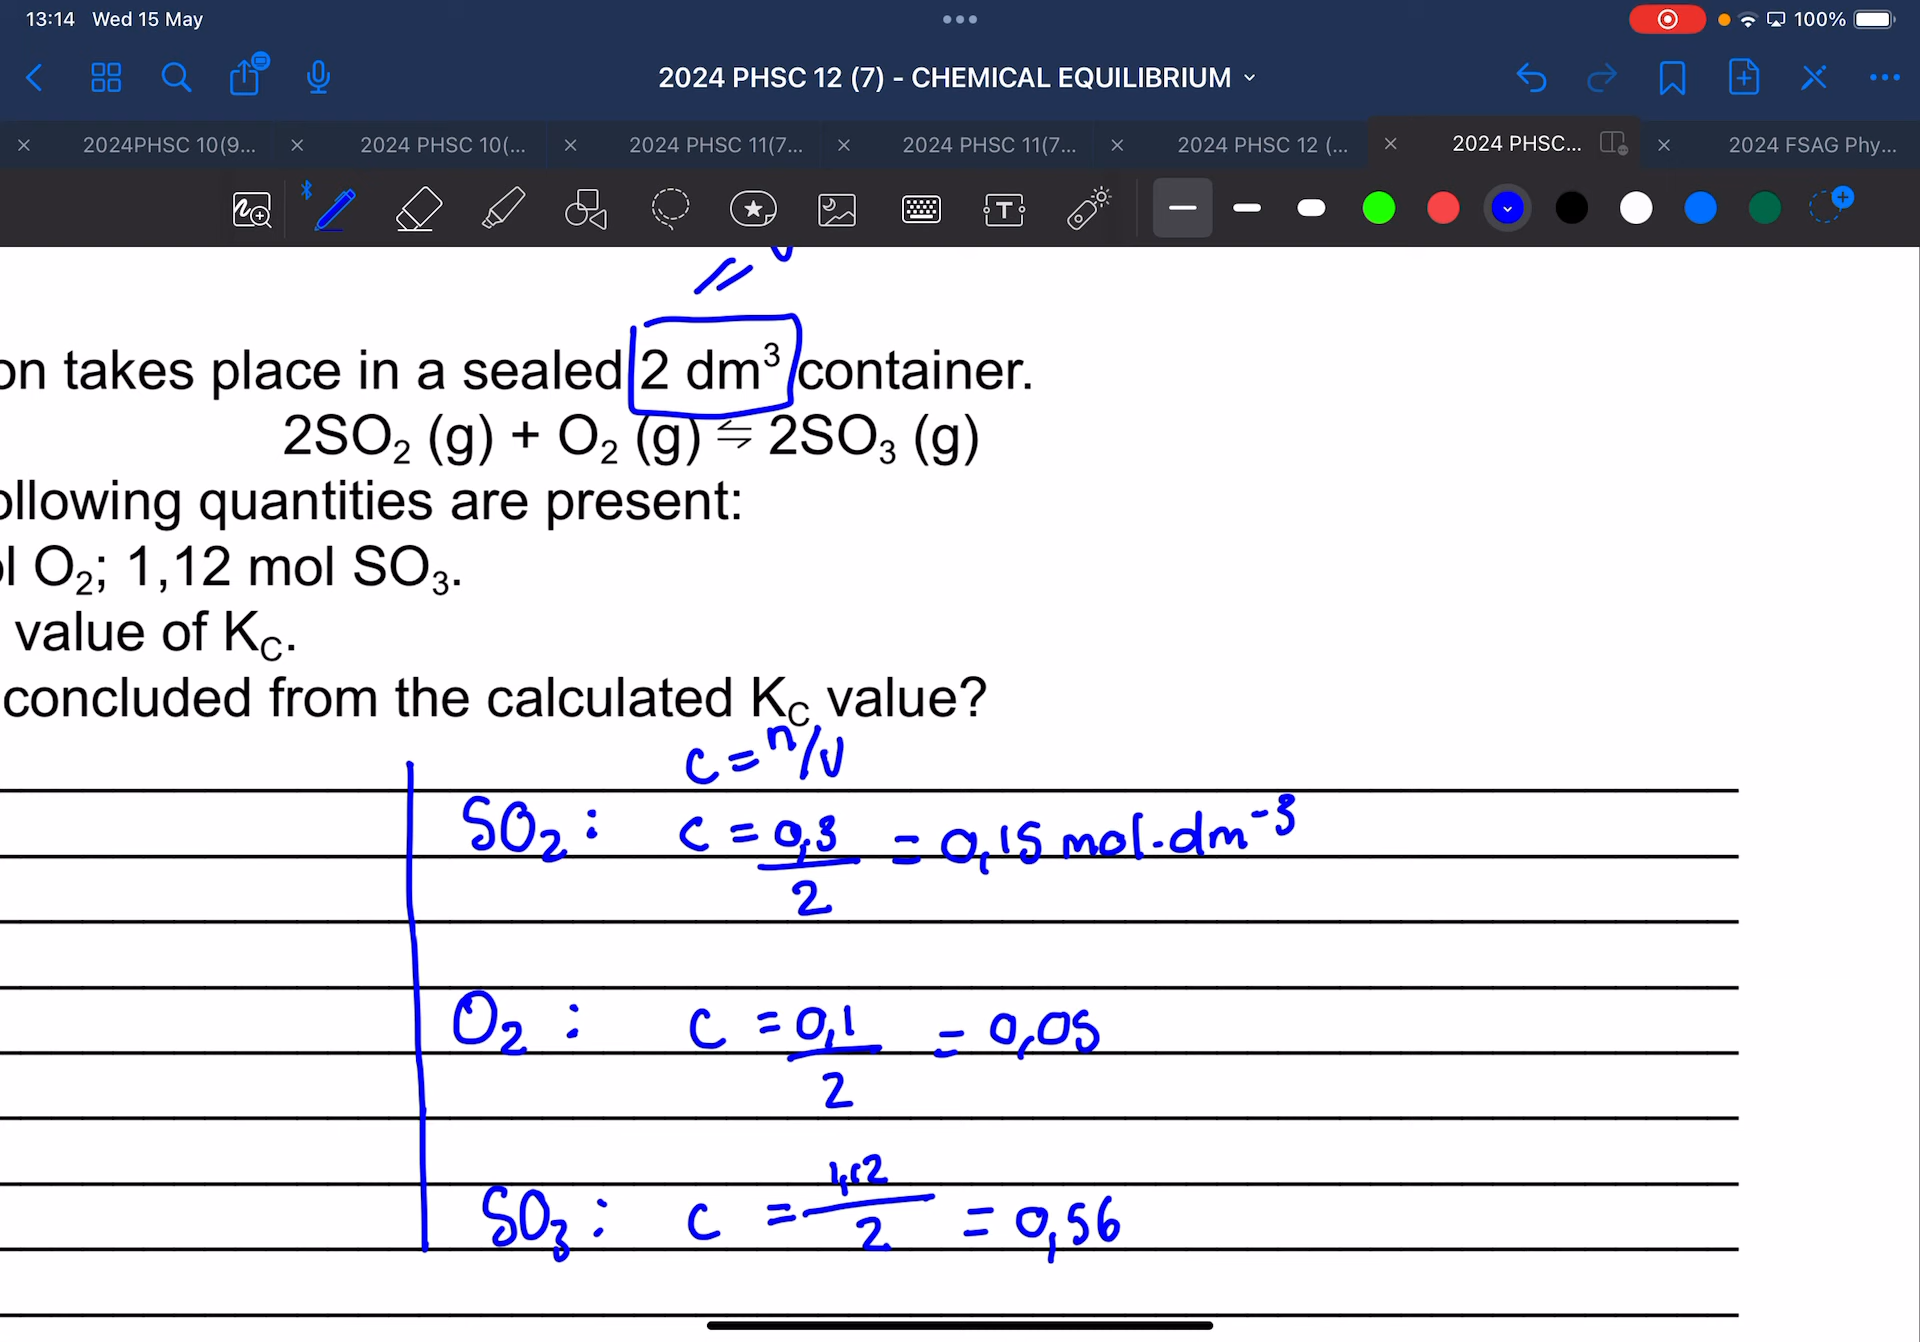 13:14 Wed 15 May
100%
2024 PHSC 12 (7) - CHEMICAL EQUILIBRIUM
2024PHSC 10(9...
2024 PHSC 10(...
2024 PHSC 11(7...
2024 PHSC 11(7...
2024 PHSC 12 (...
2024 PHSC...
2024 FSAG Phy...
on takes place in a sealed 2 dm³ container.
2SO₂ (g) + O₂ (g) ⇋ 2SO₃ (g)
ollowing quantities are present:
ol O₂; 1,12 mol SO₃.
value of K꜀.
concluded from the calculated K꜀ value?
c = n/V
SO₂ : c = 0,3/2 = 0,15 mol·dm⁻³
O₂ : c = 0,1/2 = 0,05
SO₃ : c = 1,12/2 = 0,56